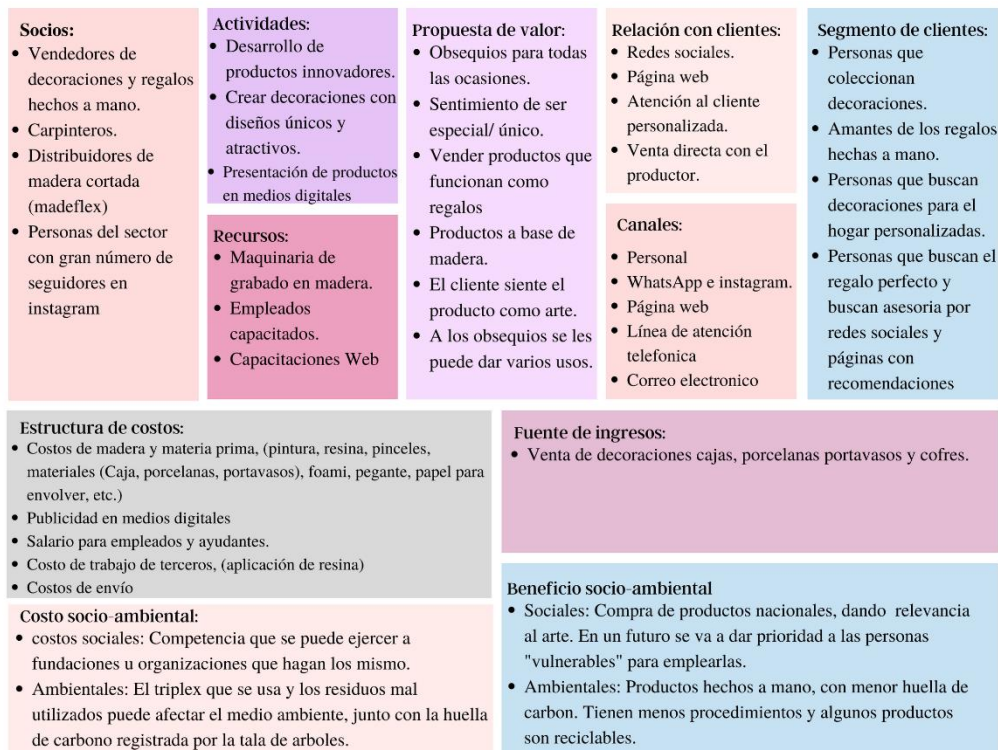 Socios:
• Vendedores de
decoraciones y regalos
hechos a mano.
• Carpinteros.
• Distribuidores de
madera cortada
(madeflex)
• Personas del sector
con gran número de
seguidores en
instagram
Actividades:
• Desarrollo de
productos innovadores.
• Crear decoraciones con
diseños únicos y
atractivos.
• Presentación de productos
en medios digitales
Recursos:
• Maquinaria de
grabado en madera.
• Empleados
capacitados.
• Capacitaciones Web
Propuesta de valor:
• Obsequios para todas
las ocasiones.
• Sentimiento de ser
especial/ único.
• Vender productos que
funcionan como
regalos
• Productos a base de
madera.
• El cliente siente el
producto como arte.
• A los obsequios se les
puede dar varios usos.
Relación con clientes:
• Redes sociales.
• Página web
• Atención al cliente
personalizada.
• Venta directa con el
productor.
Canales:
• Personal
• WhatsApp e instagram.
• Página web
• Línea de atención
telefonica
• Correo electronico
Segmento de clientes:
• Personas que
coleccionan
decoraciones.
• Amantes de los regalos
hechas a mano.
• Personas que buscan
decoraciones para el
hogar personalizadas.
• Personas que buscan el
regalo perfecto y
buscan asesoria por
redes sociales y
páginas con
recomendaciones
Estructura de costos:
• Costos de madera y materia prima, (pintura, resina, pinceles,
materiales (Caja, porcelanas, portavasos), foami, pegante, papel para
envolver, etc.)
• Publicidad en medios digitales
• Salario para empleados y ayudantes.
• Costo de trabajo de terceros, (aplicación de resina)
• Costos de envío
Fuente de ingresos:
• Venta de decoraciones cajas, porcelanas portavasos y cofres.
Costo socio-ambiental:
• costos sociales: Competencia que se puede ejercer a
fundaciones u organizaciones que hagan los mismo.
• Ambientales: El triplex que se usa y los residuos mal
utilizados puede afectar el medio ambiente, junto con la huella
de carbono registrada por la tala de arboles.
Beneficio socio-ambiental
• Sociales: Compra de productos nacionales, dando relevancia
al arte. En un futuro se va a dar prioridad a las personas
"vulnerables" para emplearlas.
• Ambientales: Productos hechos a mano, con menor huella de
carbon. Tienen menos procedimientos y algunos productos
son reciclables.